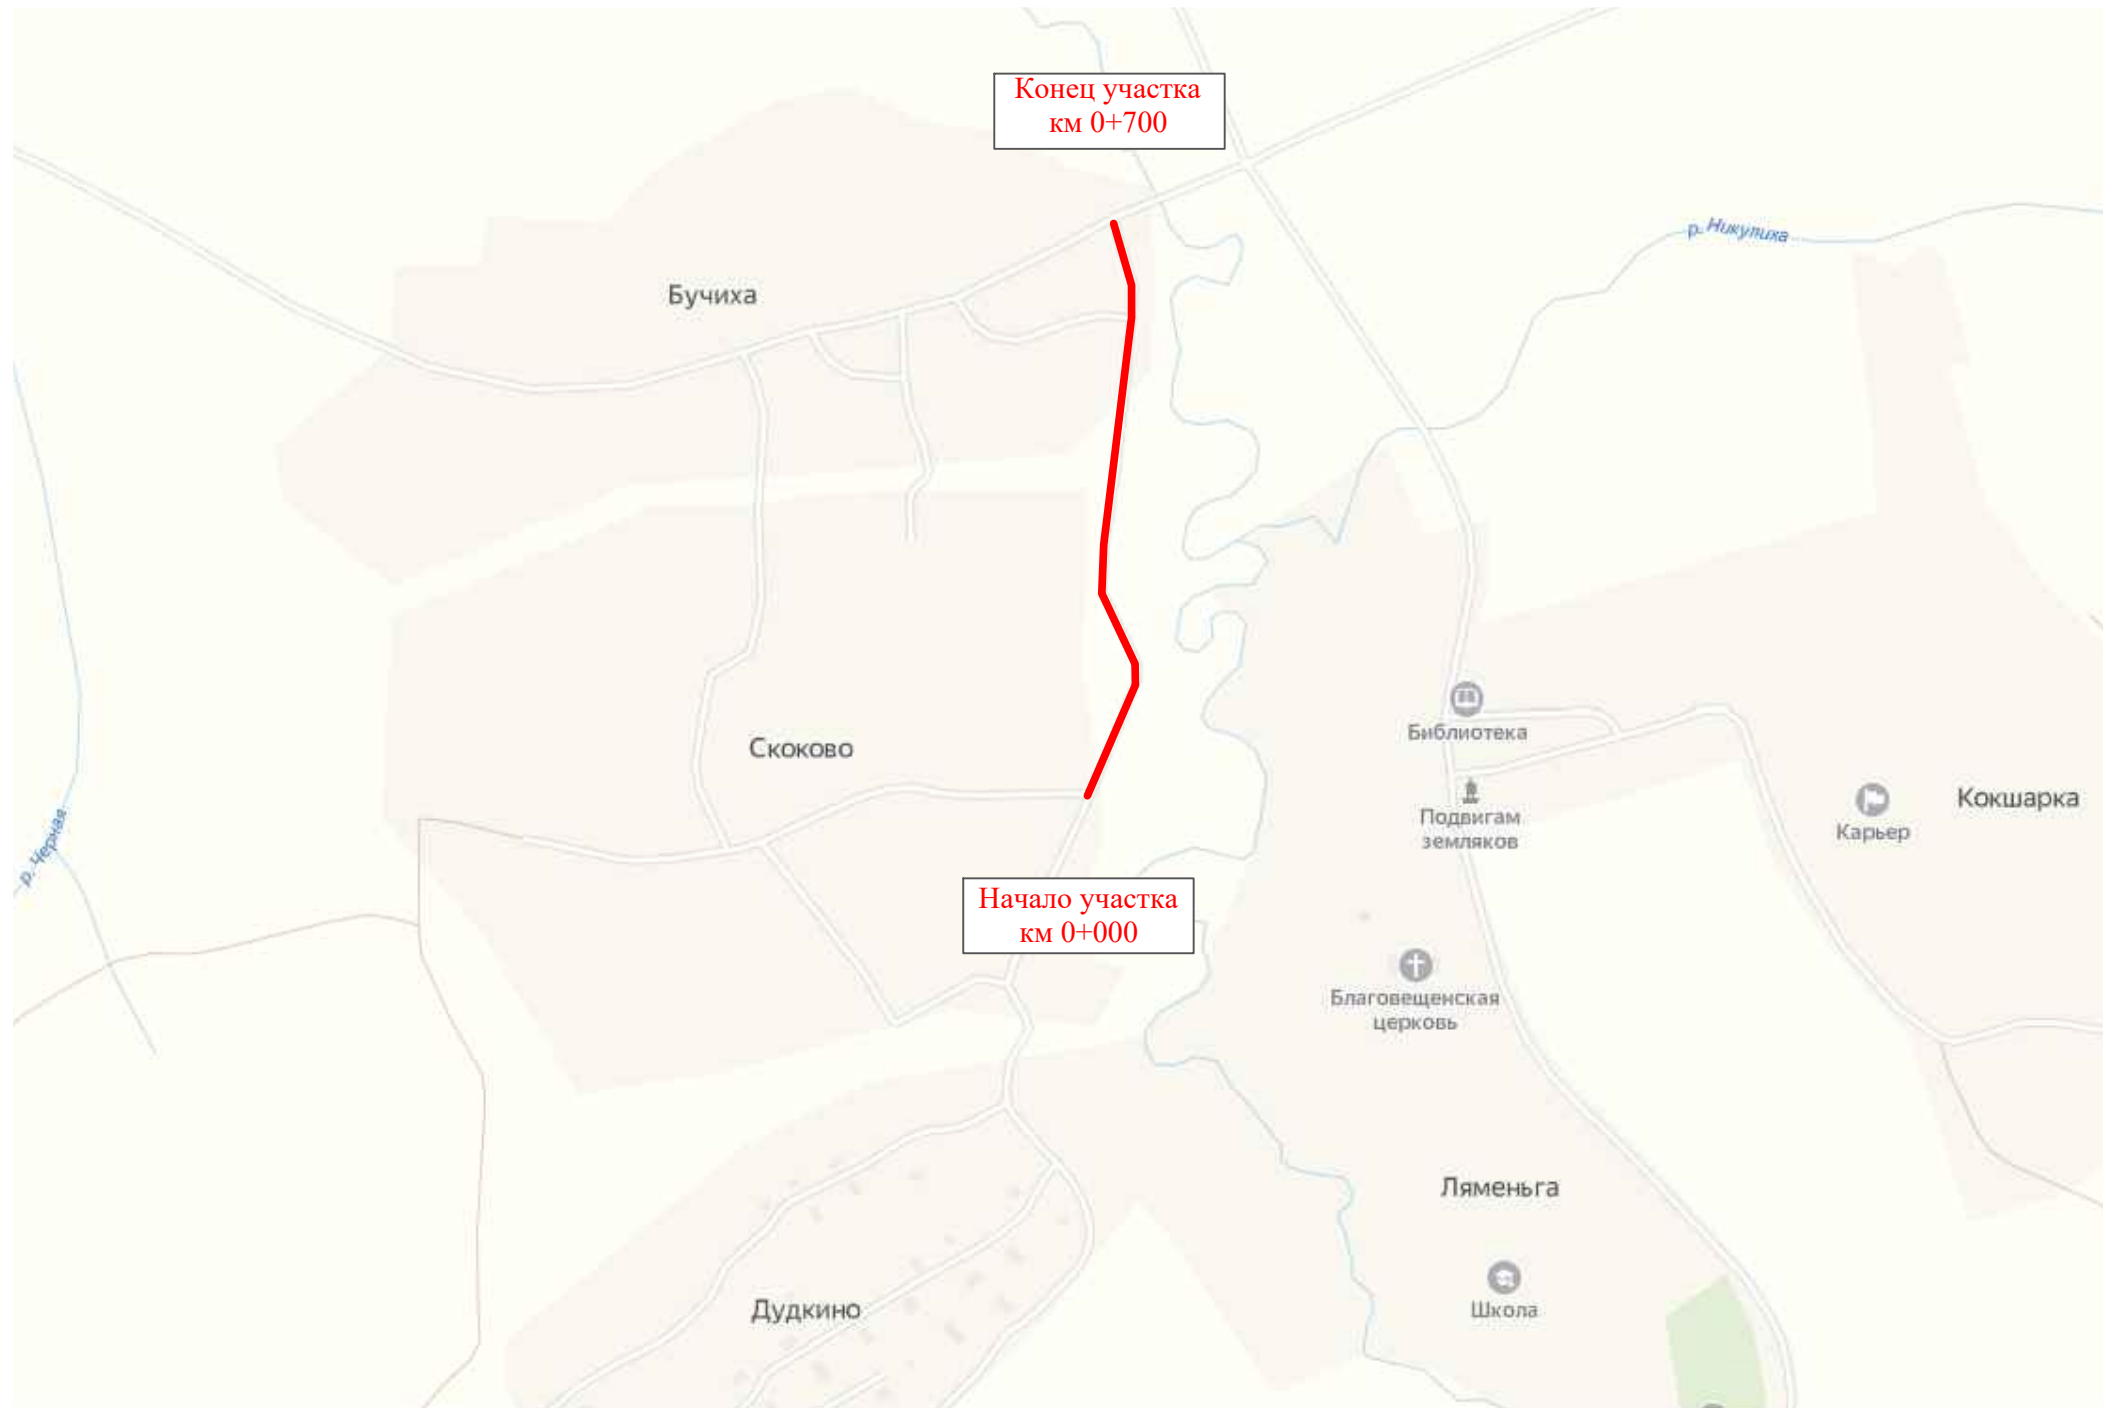 Конец участка
км 0+700
р. Никулиха
Бучиха
Библиотека
Скоково
Подвигам
земляков
Карьер
Кокшарка
р. Черная
Начало участка
км 0+000
Благовещенская
церковь
Ляменьга
Школа
Дудкино